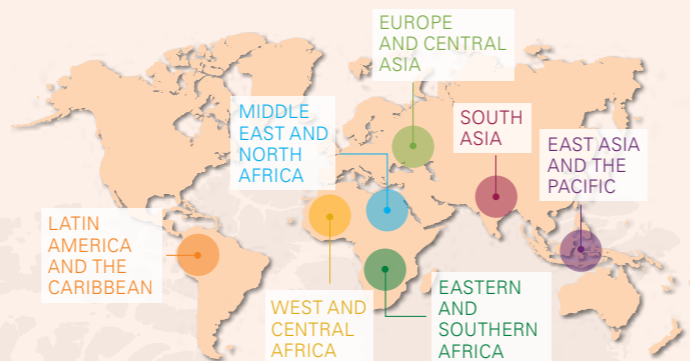 EUROPE
AND CENTRAL
ASIA
MIDDLE
EAST AND
NORTH
AFRICA
SOUTH
ASIA
EAST ASIA
AND THE
PACIFIC
LATIN
AMERICA
AND THE
CARIBBEAN
WEST AND
CENTRAL
AFRICA
EASTERN
AND
SOUTHERN
AFRICA